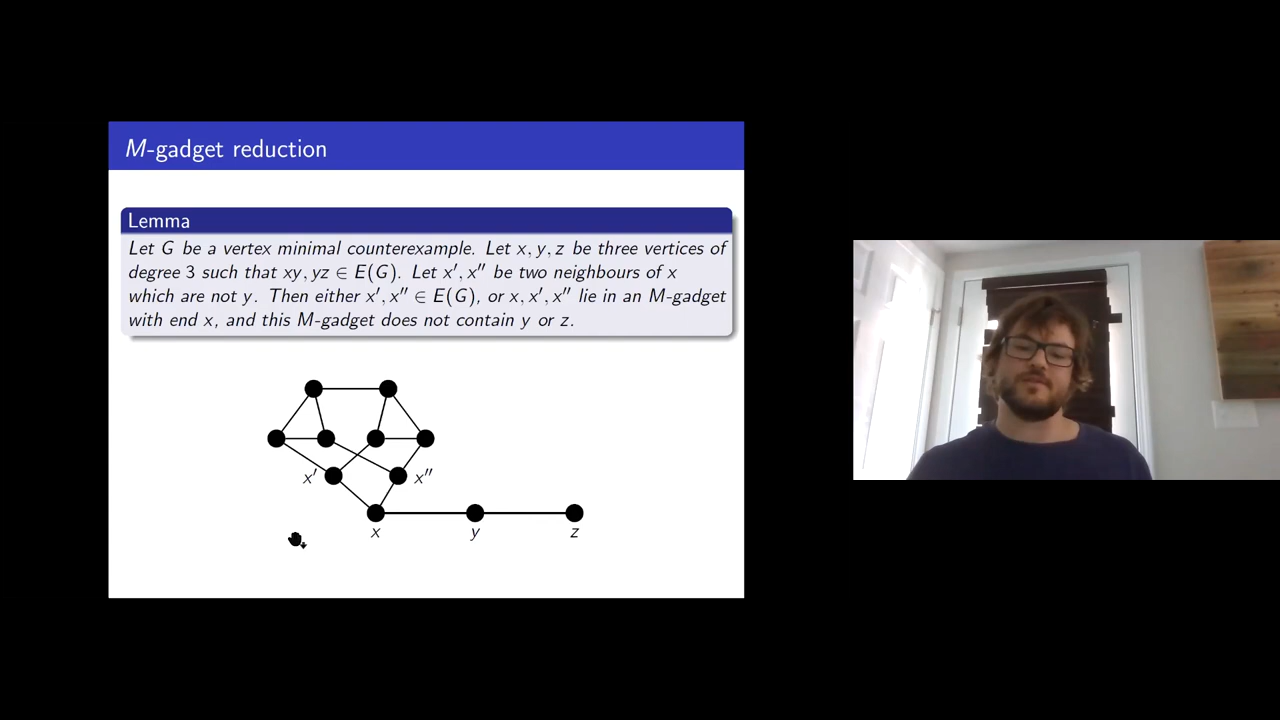 M-gadget reduction
Lemma
Let G be a vertex minimal counterexample. Let x, y, z be three vertices of
degree 3 such that xy, yz ∈ E(G). Let x′, x″ be two neighbours of x
which are not y. Then either x′, x″ ∈ E(G), or x, x′, x″ lie in an M-gadget
with end x, and this M-gadget does not contain y or z.
x′ x″
x y z